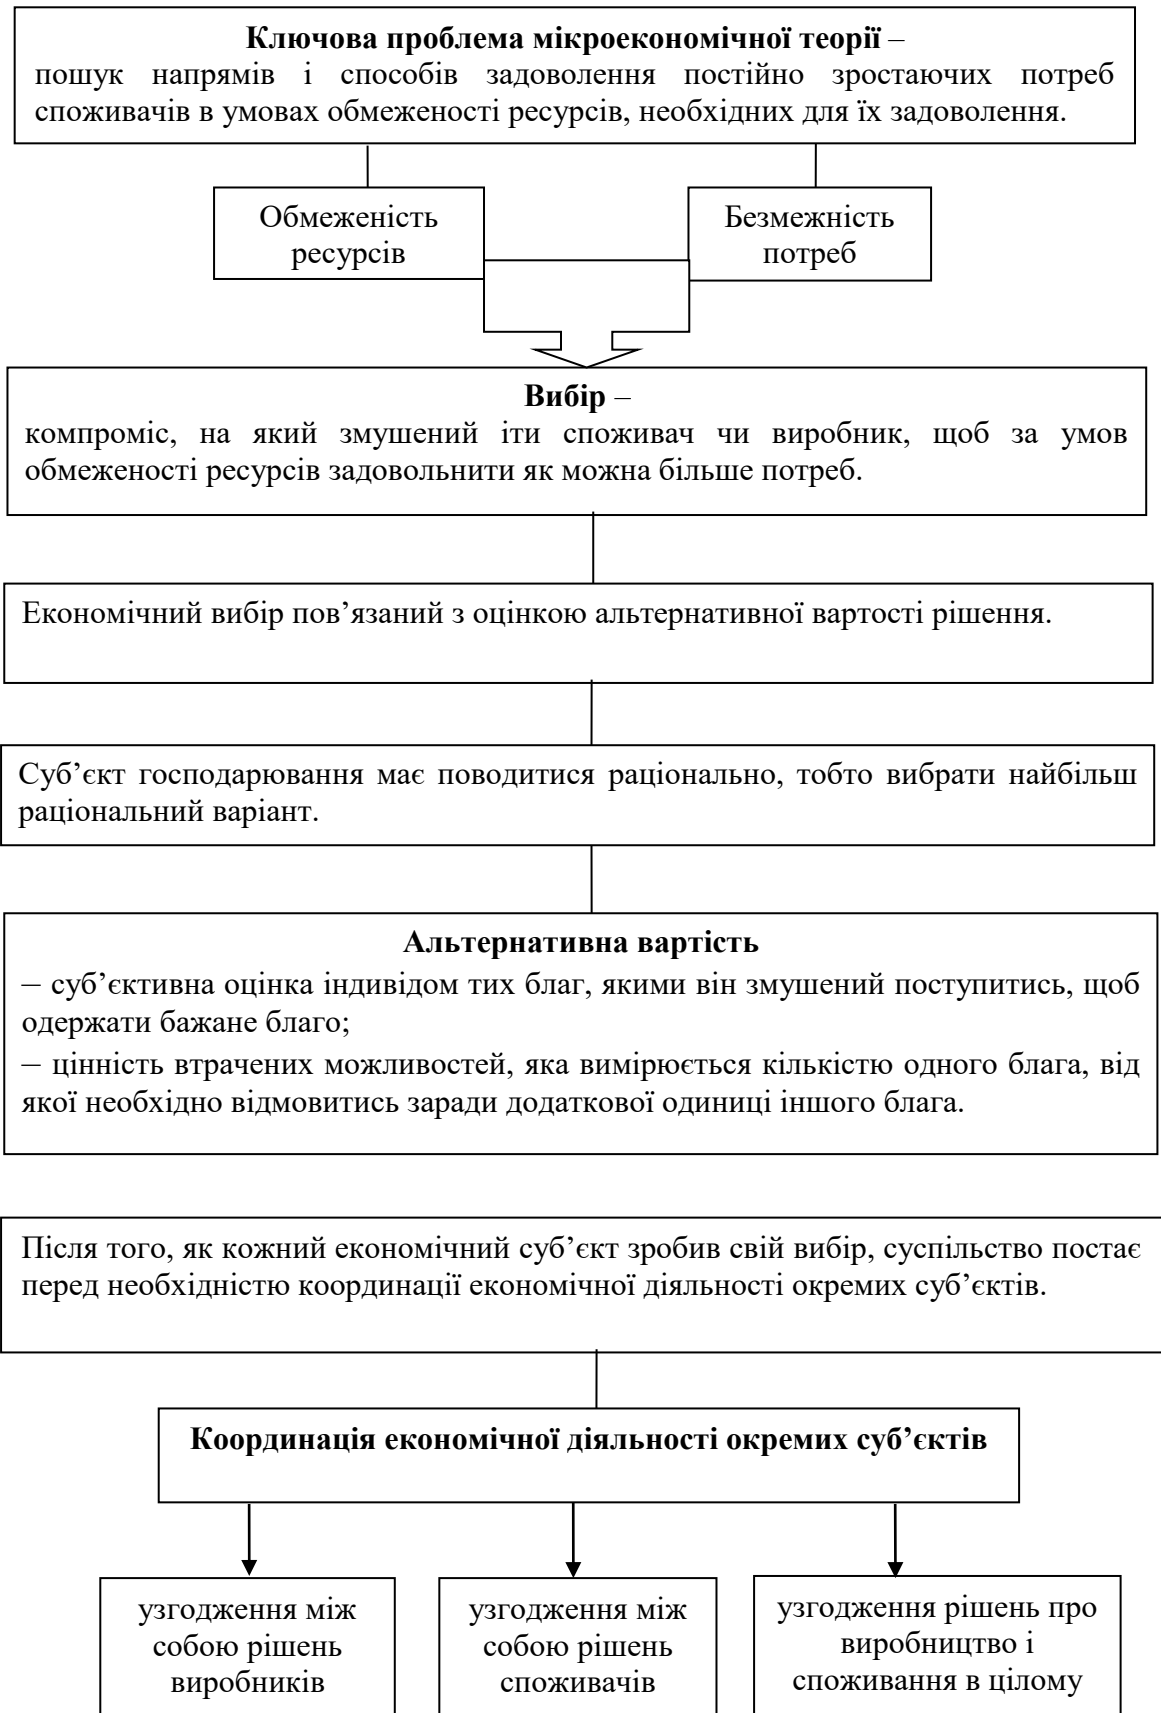 Ключова проблема мікроекономічної теорії –
пошук напрямів і способів задоволення постійно зростаючих потреб
споживачів в умовах обмеженості ресурсів, необхідних для їх задоволення.
Обмеженість
ресурсів
Безмежність
потреб
Вибір –
компроміс, на який змушений іти споживач чи виробник, щоб за умов
обмеженості ресурсів задовольнити як можна більше потреб.
Економічний вибір пов’язаний з оцінкою альтернативної вартості рішення.
Суб’єкт господарювання має поводитися раціонально, тобто вибрати найбільш
раціональний варіант.
Альтернативна вартість
– суб’єктивна оцінка індивідом тих благ, якими він змушений поступитись, щоб
одержати бажане благо;
– цінність втрачених можливостей, яка вимірюється кількістю одного блага, від
якої необхідно відмовитись заради додаткової одиниці іншого блага.
Після того, як кожний економічний суб’єкт зробив свій вибір, суспільство постає
перед необхідністю координації економічної діяльності окремих суб’єктів.
Координація економічної діяльності окремих суб’єктів
узгодження між
собою рішень
виробників
узгодження між
собою рішень
споживачів
узгодження рішень про
виробництво і
споживання в цілому